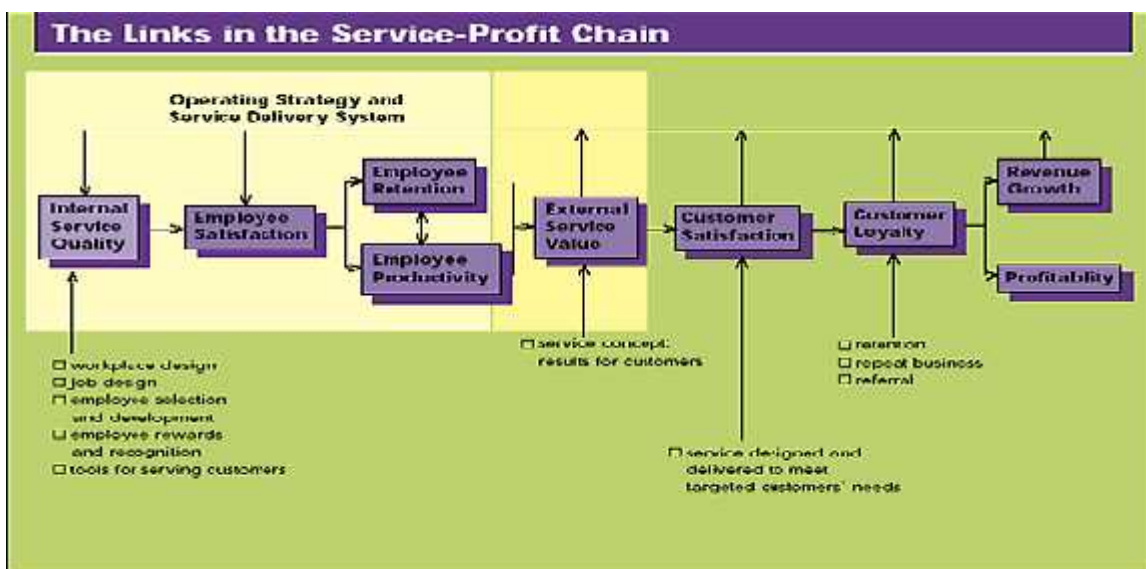 The Links in the Service-Profit Chain
Operating Strategy and
Service Delivery System
Internal
Service
Quality
Employee
Satisfaction
Employee
Retention
Employee
Productivity
External
Service
Value
Customer
Satisfaction
Customer
Loyalty
Revenue
Growth
Profitablity
□ workplace design
□ job design
□ employee selection
and development
□ employee rewards
and recognition
□ tools for serving customers
□ service concept:
results for customers
□ service designed and
delivered to meet
targeted customers' needs
□ retention
□ repeat business
□ referral